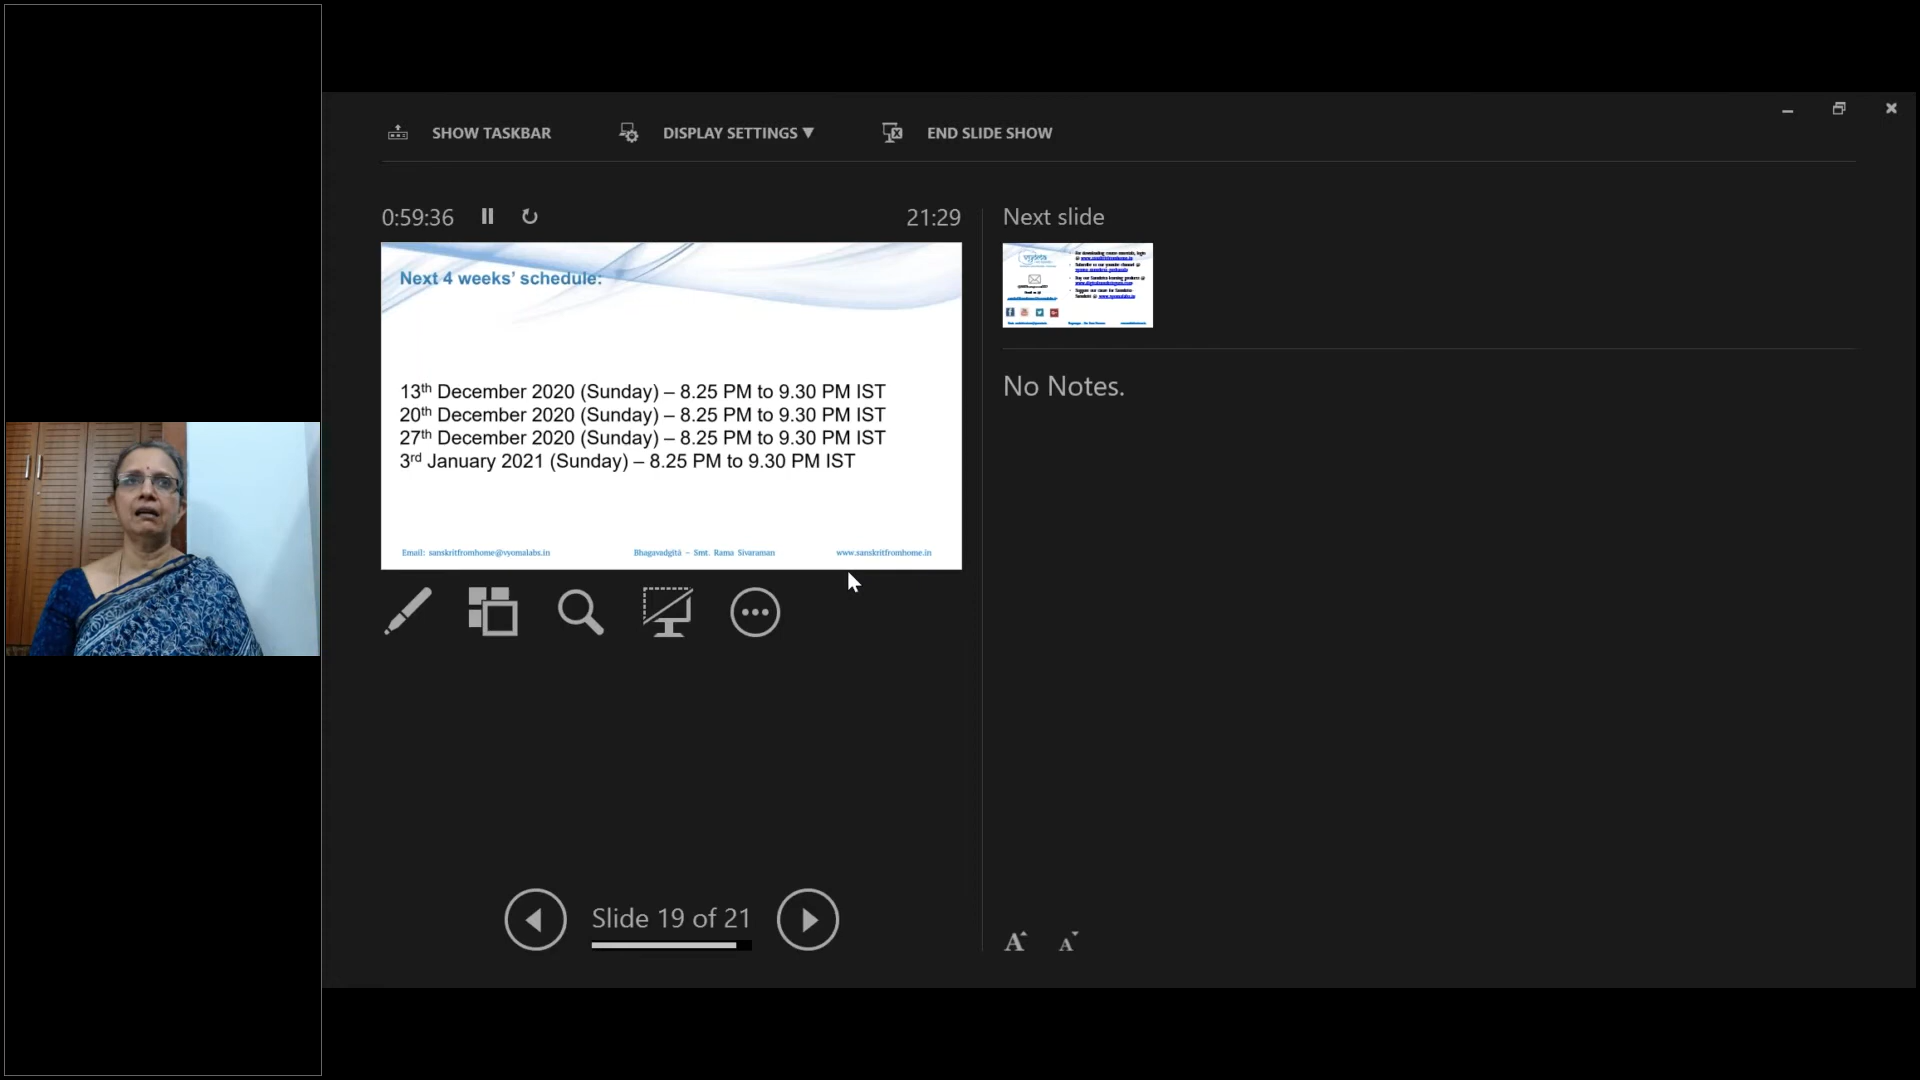 SHOW TASKBAR
DISPLAY SETTINGS ▼
END SLIDE SHOW
0:59:36
21:29
Next 4 weeks’ schedule:
13th December 2020 (Sunday) – 8.25 PM to 9.30 PM IST
20th December 2020 (Sunday) – 8.25 PM to 9.30 PM IST
27th December 2020 (Sunday) – 8.25 PM to 9.30 PM IST
3rd January 2021 (Sunday) – 8.25 PM to 9.30 PM IST
Email: sanskritfromhome@vyomalabs.in
Bhagavadgītā – Smt. Rama Sivaraman
www.sanskritfromhome.in
Slide 19 of 21
Next slide
vyoma
No Notes.
A A